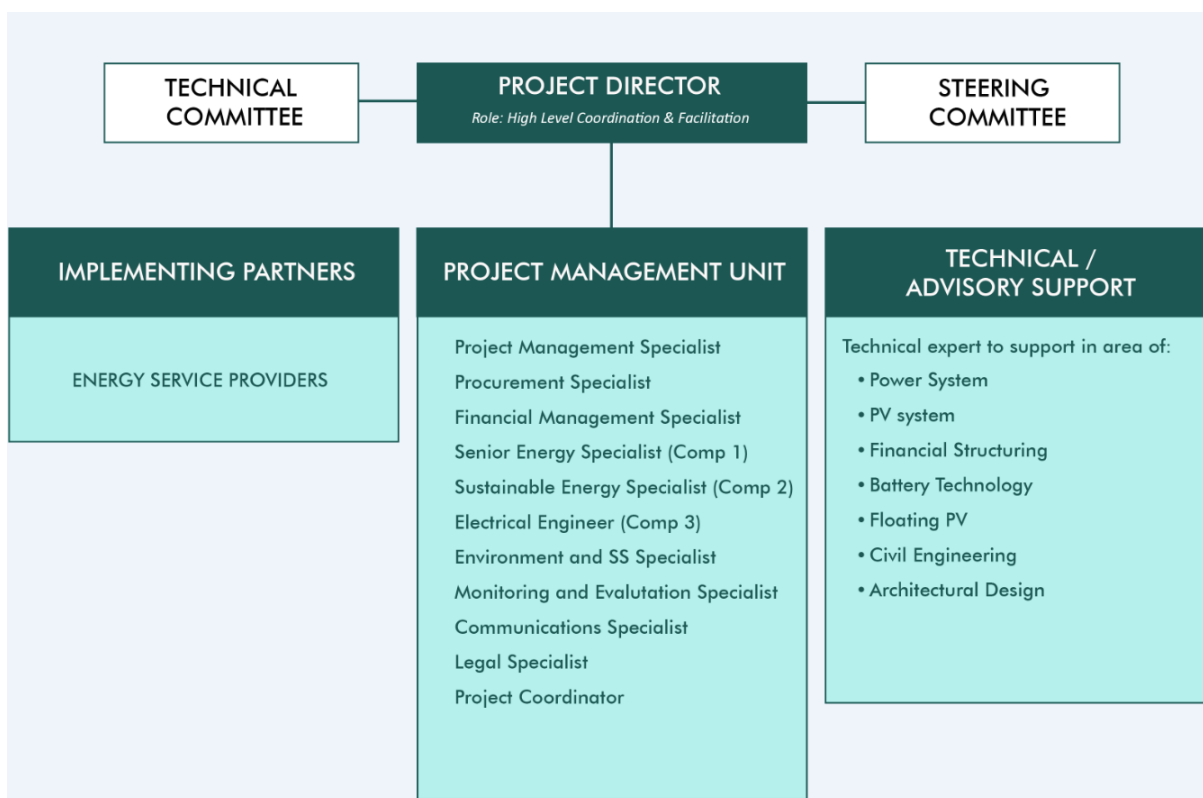 TECHNICAL
COMMITTEE
PROJECT DIRECTOR
Role: High Level Coordination & Facilitation
STEERING
COMMITTEE
IMPLEMENTING PARTNERS
ENERGY SERVICE PROVIDERS
PROJECT MANAGEMENT UNIT
Project Management Specialist
Procurement Specialist
Financial Management Specialist
Senior Energy Specialist (Comp 1)
Sustainable Energy Specialist (Comp 2)
Electrical Engineer (Comp 3)
Environment and SS Specialist
Monitoring and Evalutation Specialist
Communications Specialist
Legal Specialist
Project Coordinator
TECHNICAL /
ADVISORY SUPPORT
Technical expert to support in area of:
• Power System
• PV system
• Financial Structuring
• Battery Technology
• Floating PV
• Civil Engineering
• Architectural Design